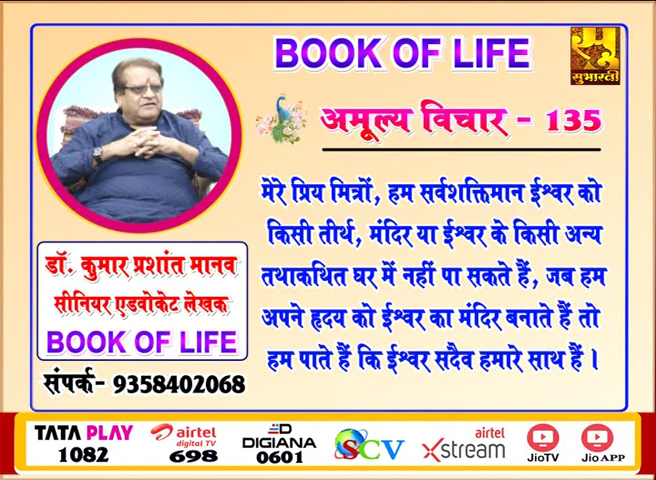 BOOK OF LIFE
सुभारती
अमूल्य विचार - 135
मेरे प्रिय मित्रों, हम सर्वशक्तिमान ईश्वर को
किसी तीर्थ, मंदिर या ईश्वर के किसी अन्य
तथाकथित घर में नहीं पा सकते हैं, जब हम
अपने हृदय को ईश्वर का मंदिर बनाते हैं तो
हम पाते हैं कि ईश्वर सदैव हमारे साथ हैं।
डॉ. कुमार प्रशांत मानव
सीनियर एडवोकेट लेखक
BOOK OF LIFE
संपर्क- 9358402068
TATA PLAY
1082
airtel
digital TV
698
D
DIGIANA
0601
SCV
airtel
Xstream
JioTV
Jio APP